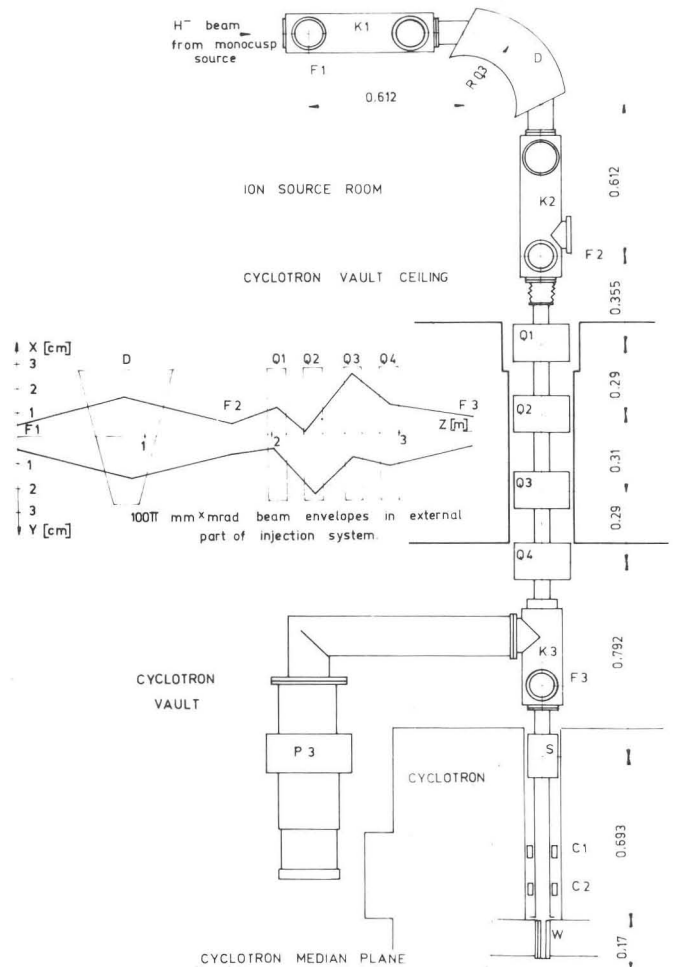 H⁻ beam
from monocusp
source
K1
F1
0.612
R 0.3
D
0.612
ION SOURCE ROOM
K2
F2
CYCLOTRON VAULT CEILING
0.355
Q1
0.29
Q2
0.31
Q3
0.29
Q4
X [cm]
3
2
1
F1
1
2
3
Y [cm]
D
1
F2
Q1 Q2 Q3 Q4
2
3
F3
Z [m]
100π mm × mrad beam envelopes in external
part of injection system.
0.792
K3
F3
CYCLOTRON
VAULT
P3
S
CYCLOTRON
0.693
C1
C2
W
0.17
CYCLOTRON MEDIAN PLANE